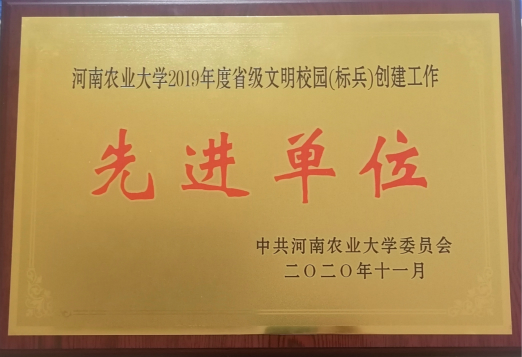 河南农业大学2019年度省级文明校园(标兵)创建工作
先进单位
中共河南农业大学委员会
二〇二〇年十一月